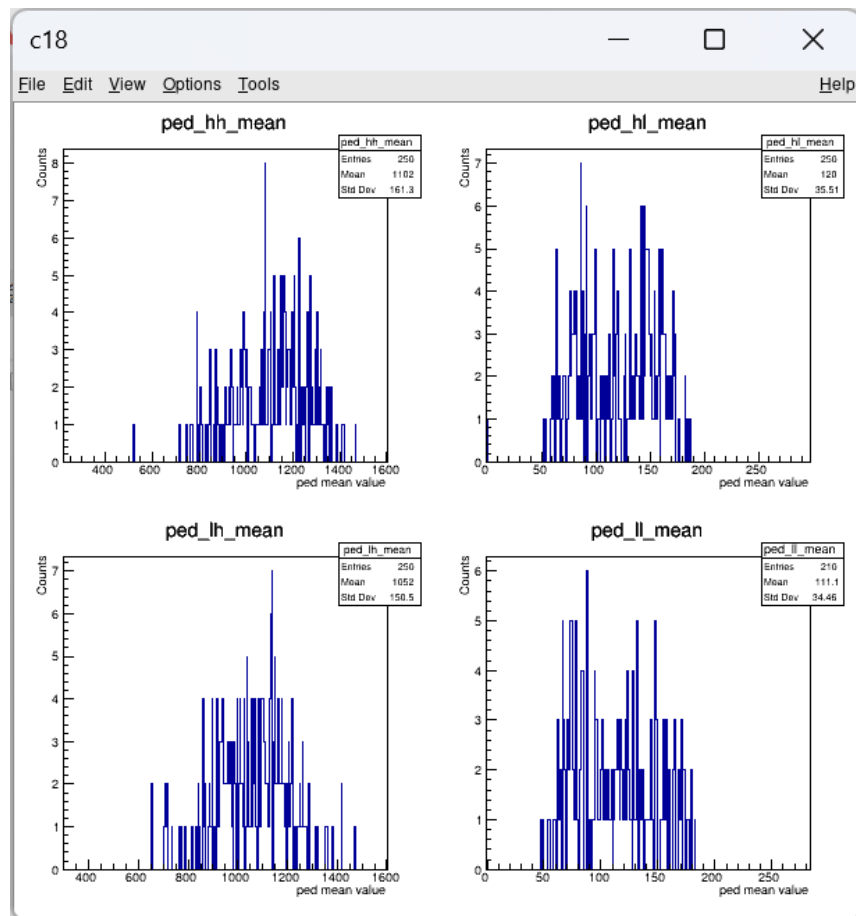 c18
File Edit View Options Tools Help
ped_hh_mean
ped_hh_mean
Entries 250
Mean 1102
Std Dev 161.3
Counts
8
7
6
5
4
3
2
1
0
400 600 800 1000 1200 1400 1600
ped mean value
ped_hl_mean
ped_hl_mean
Entries 250
Mean 120
Std Dev 35.51
Counts
7
6
5
4
3
2
1
0
0 50 100 150 200 250
ped mean value
ped_lh_mean
ped_lh_mean
Entries 250
Mean 1052
Std Dev 150.5
Counts
7
6
5
4
3
2
1
0
400 600 800 1000 1200 1400 1600
ped mean value
ped_ll_mean
ped_ll_mean
Entries 210
Mean 111.1
Std Dev 34.46
Counts
6
5
4
3
2
1
0
0 50 100 150 200 250
ped mean value